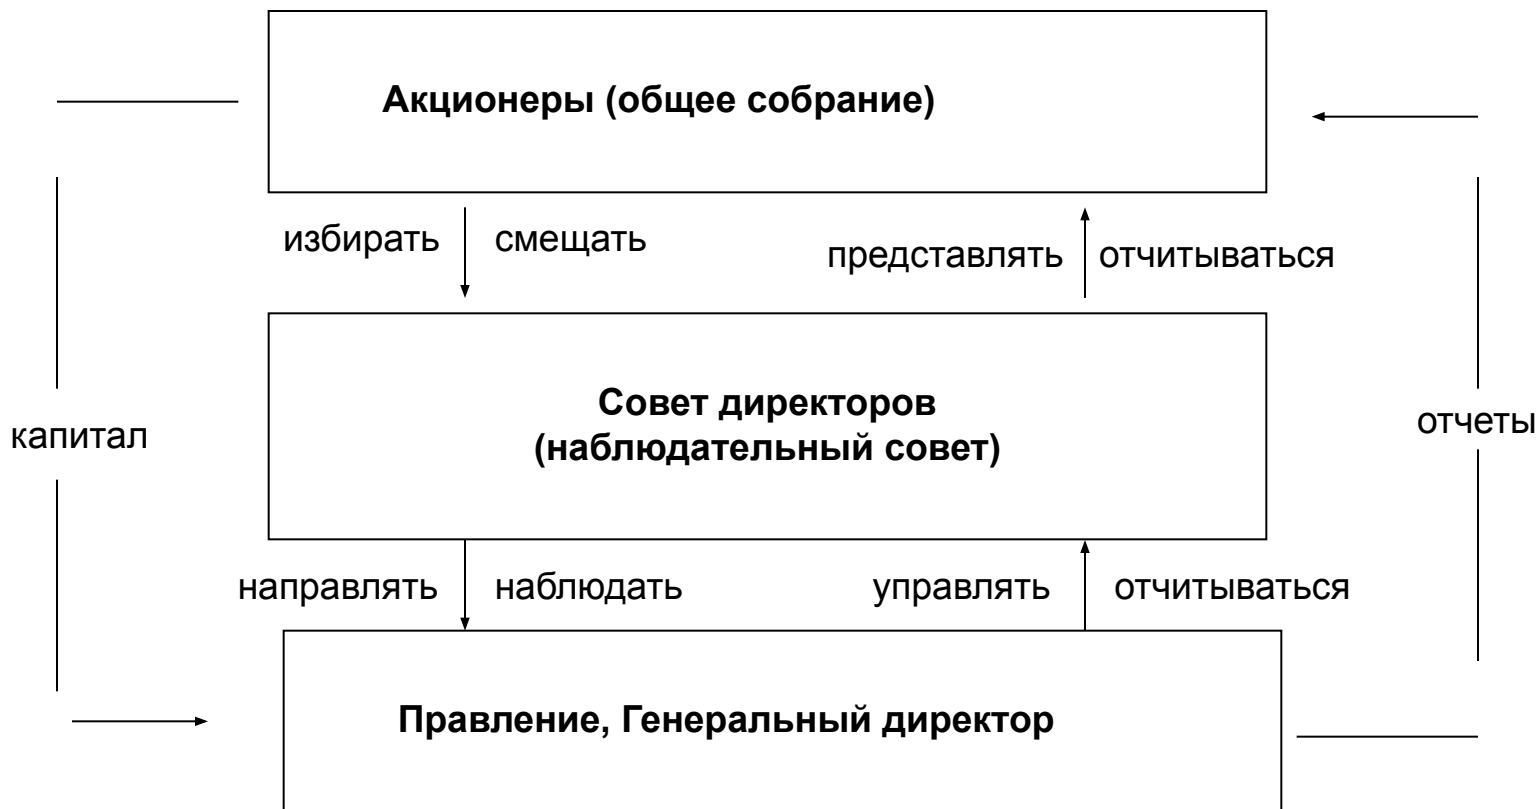 Акционеры (общее собрание)
избирать смещать
представлять отчитываться
Совет директоров
(наблюдательный совет)
капитал
отчеты
направлять наблюдать
управлять отчитываться
Правление, Генеральный директор